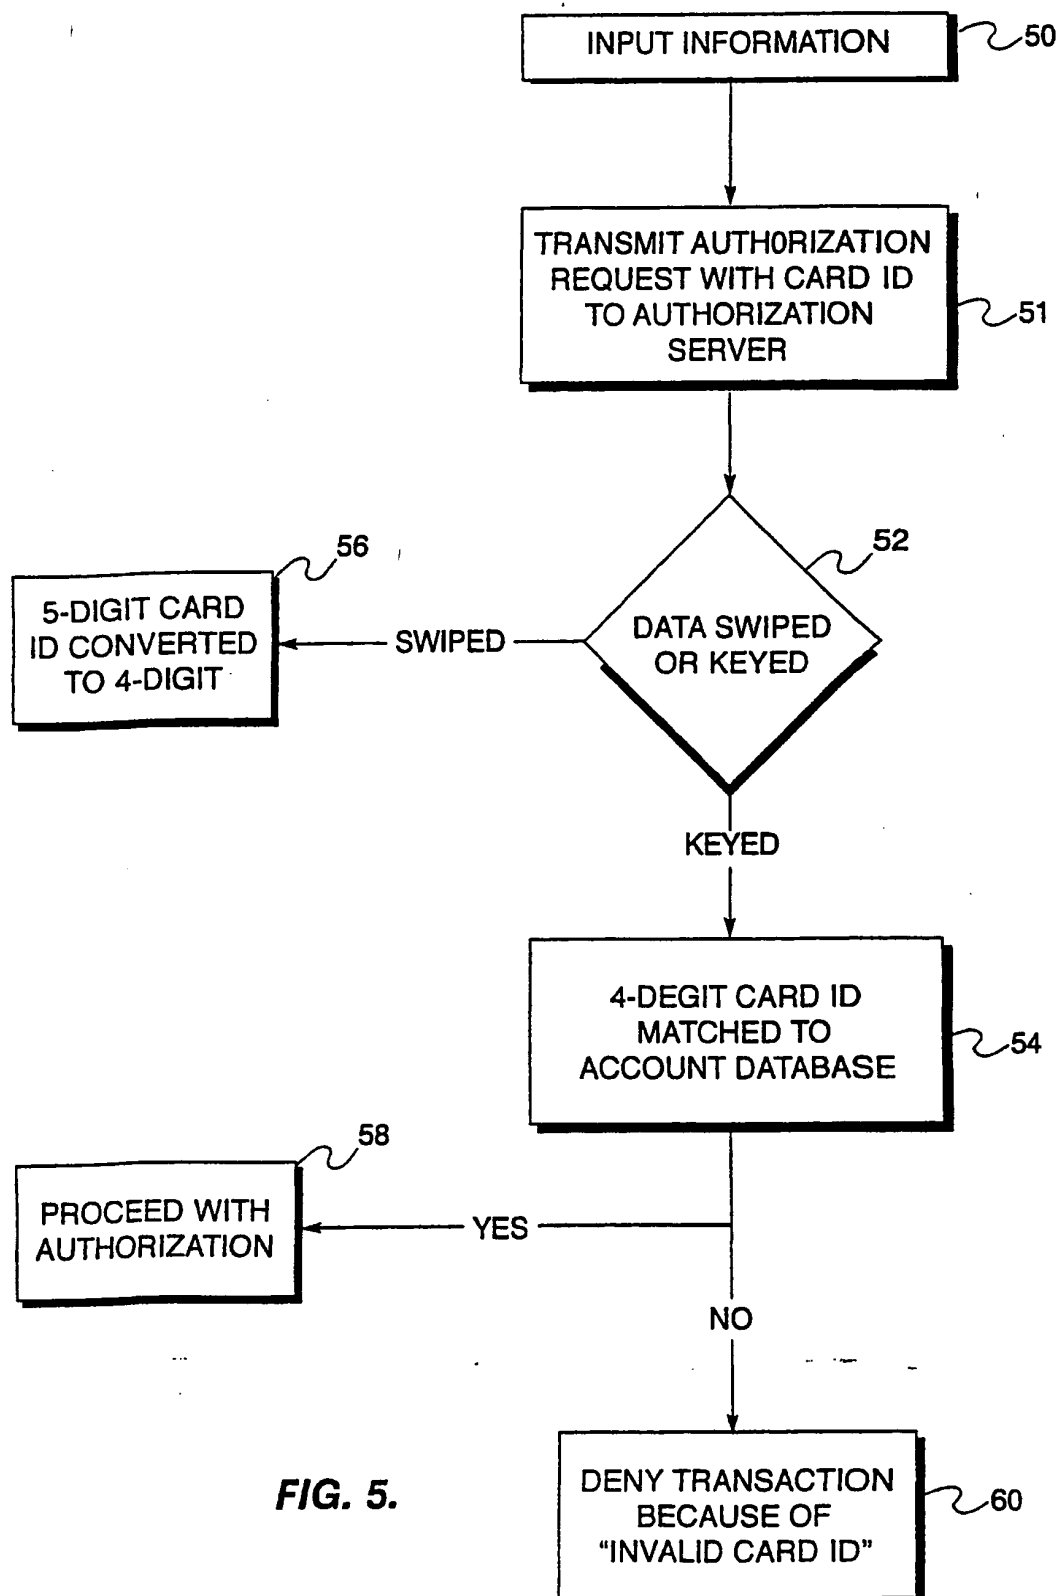 INPUT INFORMATION
50
TRANSMIT AUTH0RIZATION
REQUEST WITH CARD ID
TO AUTHORIZATION
SERVER
51
52
DATA SWIPED
OR KEYED
SWIPED
56
5-DIGIT CARD
ID CONVERTED
TO 4-DIGIT
KEYED
4-DEGIT CARD ID
MATCHED TO
ACCOUNT DATABASE
54
58
PROCEED WITH
AUTHORIZATION
YES
NO
DENY TRANSACTION
BECAUSE OF
"INVALID CARD ID"
60
FIG. 5.